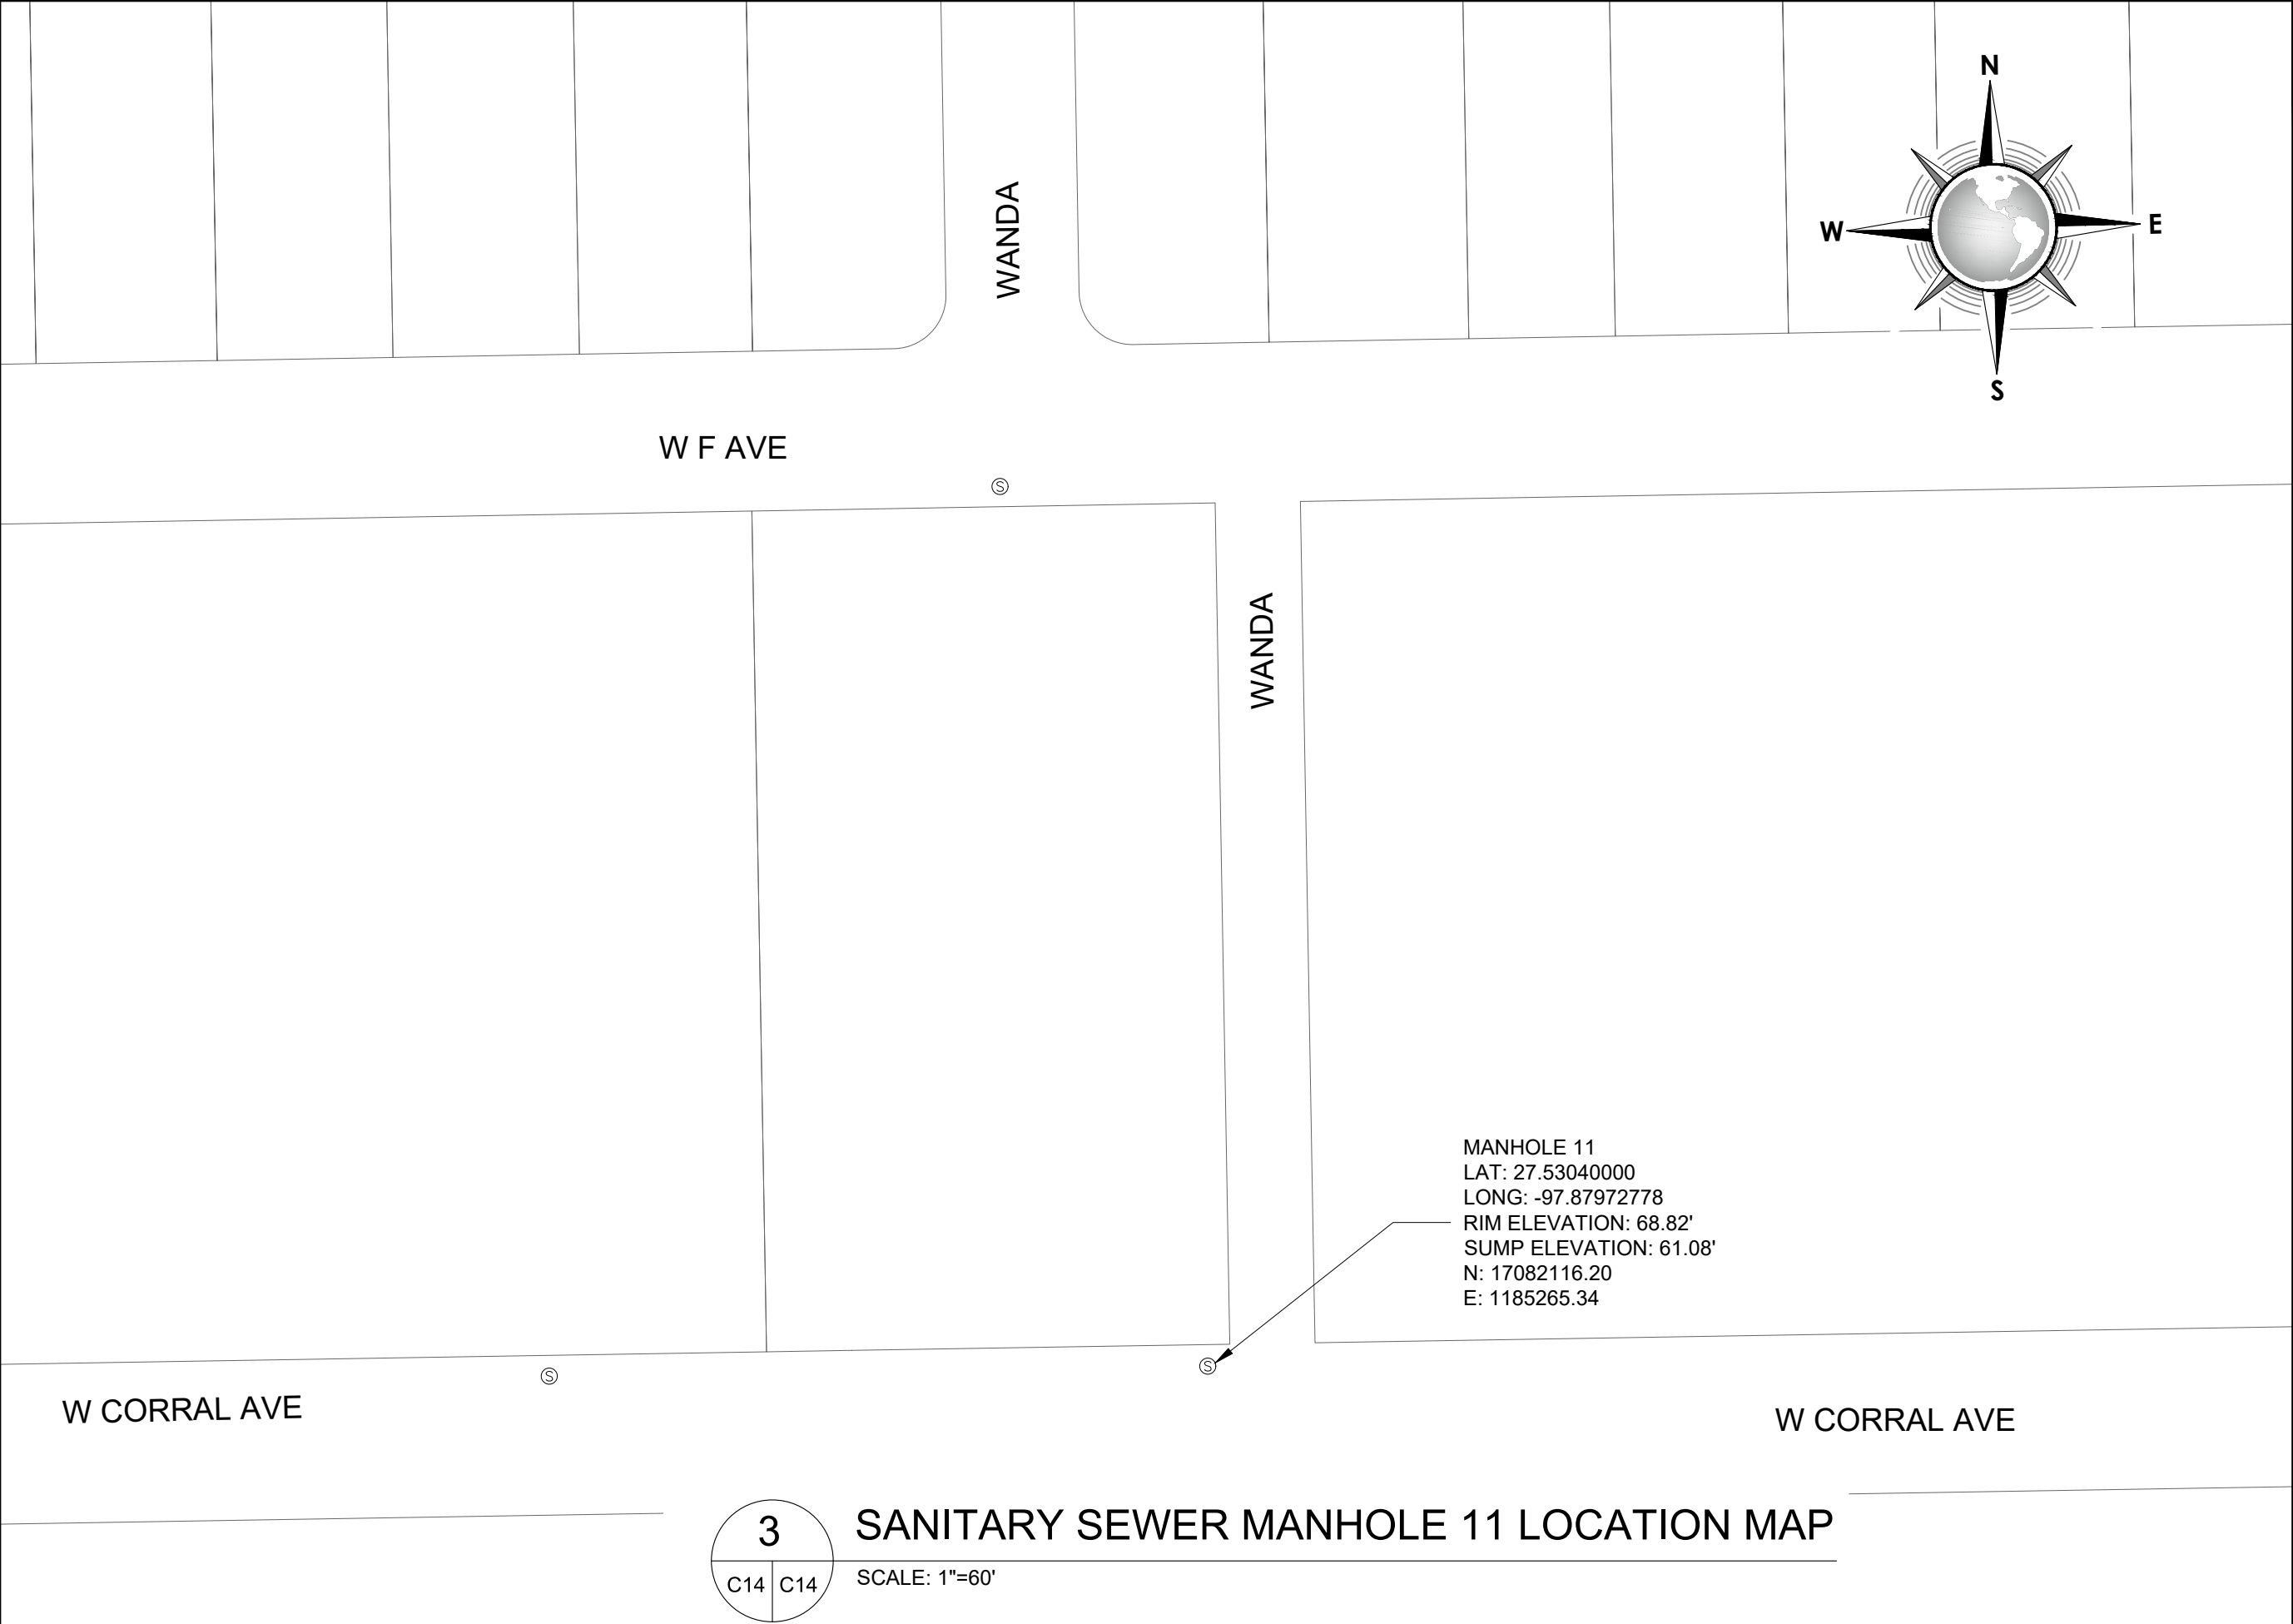 N
W
E
S
WANDA
W F AVE
S
WANDA
MANHOLE 11
LAT: 27.53040000
LONG: -97.87972778
RIM ELEVATION: 68.82'
SUMP ELEVATION: 61.08'
N: 17082116.20
E: 1185265.34
S
S
W CORRAL AVE
W CORRAL AVE
3
C14 C14
SANITARY SEWER MANHOLE 11 LOCATION MAP
SCALE: 1"=60'